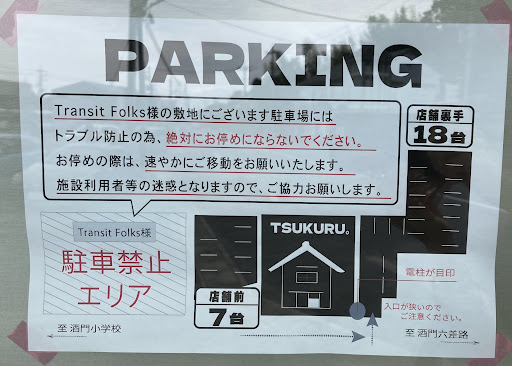 PARKING
Transit Folks様の敷地にございます駐車場には
トラブル防止の為、絶対にお停めにならないでください。
お停めの際は、速やかにご移動をお願いいたします。
施設利用者等の迷惑となりますので、ご協力お願いします。
店舗裏手
18台
Transit Folks様
駐車禁止
エリア
店舗前
7台
TSUKURU。
電柱が目印
入口が狭いので
ご注意ください。
至 酒門小学校
至 酒門六差路